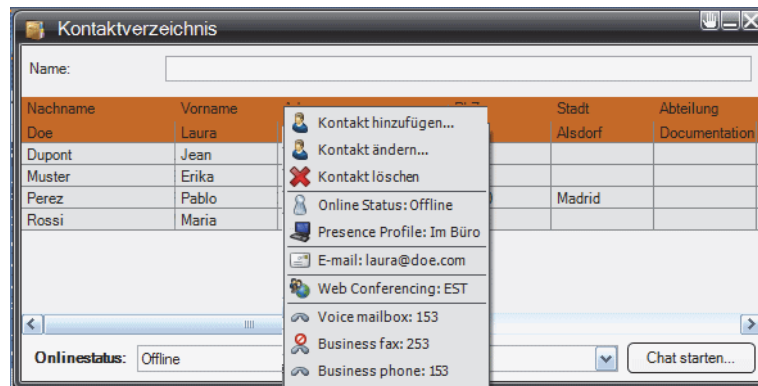 Kontaktverzeichnis
Name:
Nachname Vorname Stadt Abteilung
Doe Laura Alsdorf Documentation
Dupont Jean
Muster Erika
Perez Pablo Madrid
Rossi Maria
Kontakt hinzufügen...
Kontakt ändern...
Kontakt löschen
Online Status: Offline
Presence Profile: Im Büro
E-mail: laura@doe.com
Web Conferencing: EST
Voice mailbox: 153
Business fax: 253
Business phone: 153
Onlinestatus: Offline Chat starten...